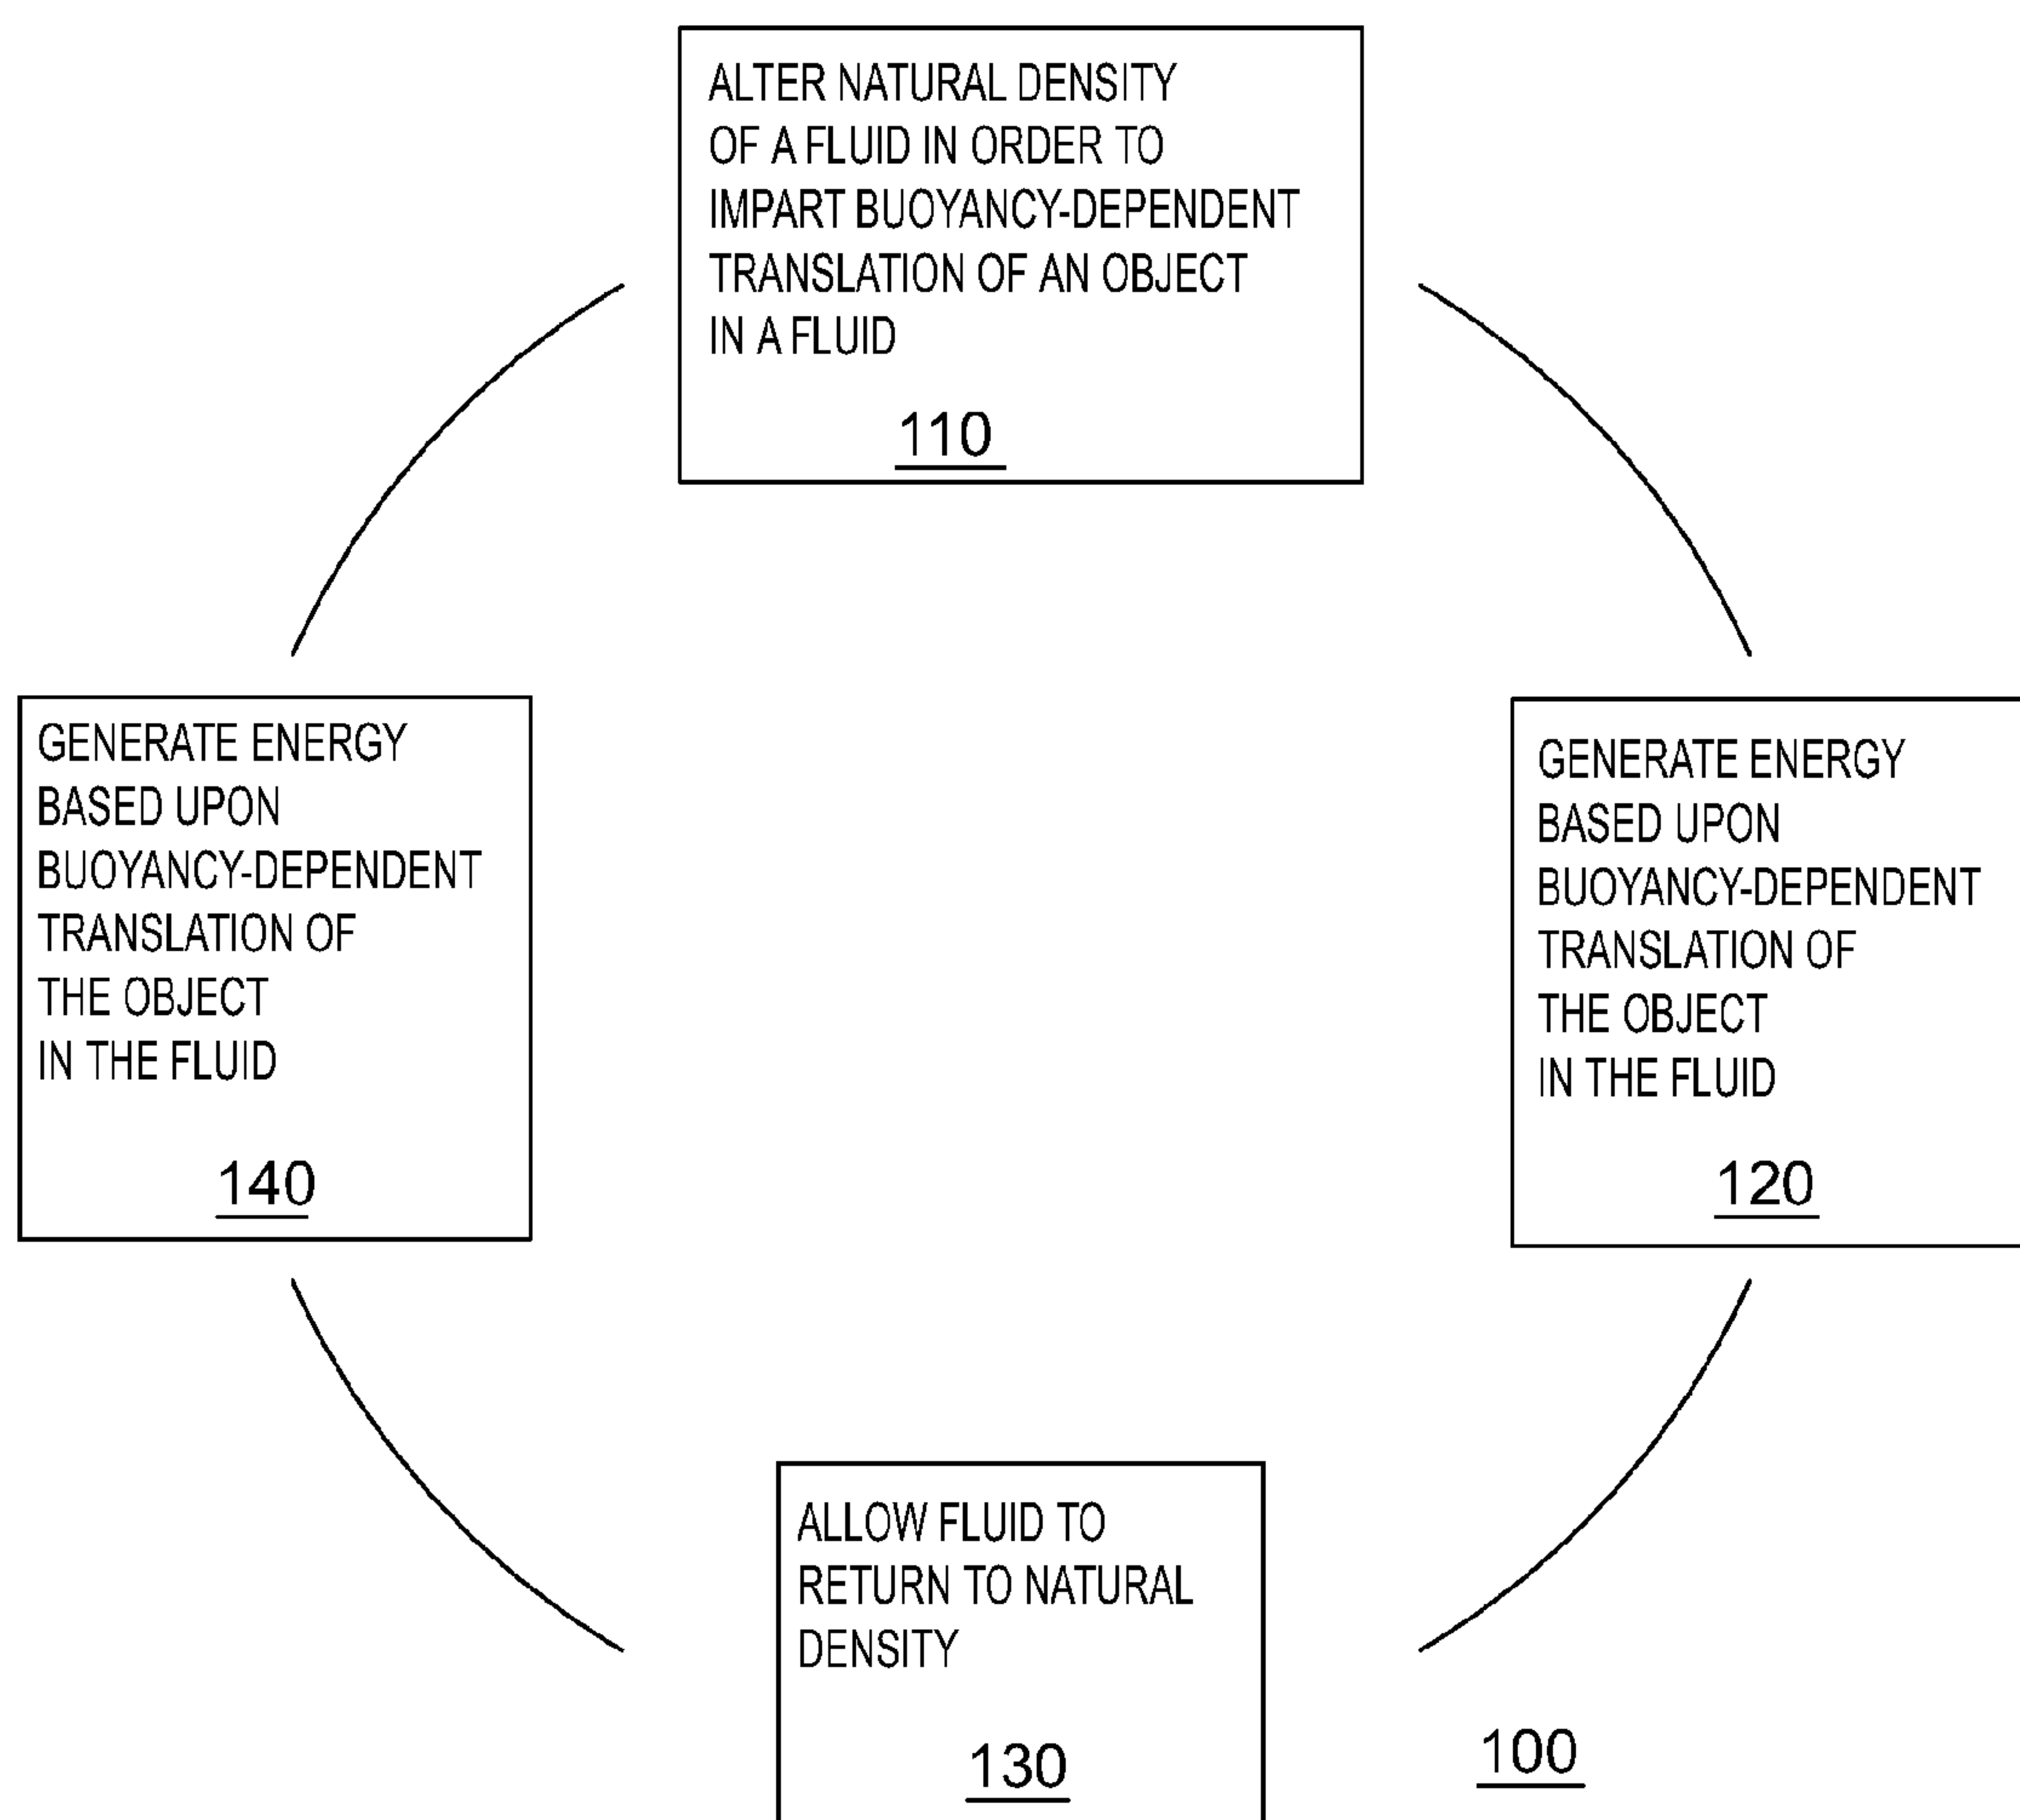 ALTER NATURAL DENSITY
OF A FLUID IN ORDER TO
IMPART BUOYANCY-DEPENDENT
TRANSLATION OF AN OBJECT
IN A FLUID
110
GENERATE ENERGY
BASED UPON
BUOYANCY-DEPENDENT
TRANSLATION OF
THE OBJECT
IN THE FLUID
140
GENERATE ENERGY
BASED UPON
BUOYANCY-DEPENDENT
TRANSLATION OF
THE OBJECT
IN THE FLUID
120
ALLOW FLUID TO
RETURN TO NATURAL
DENSITY
130
100